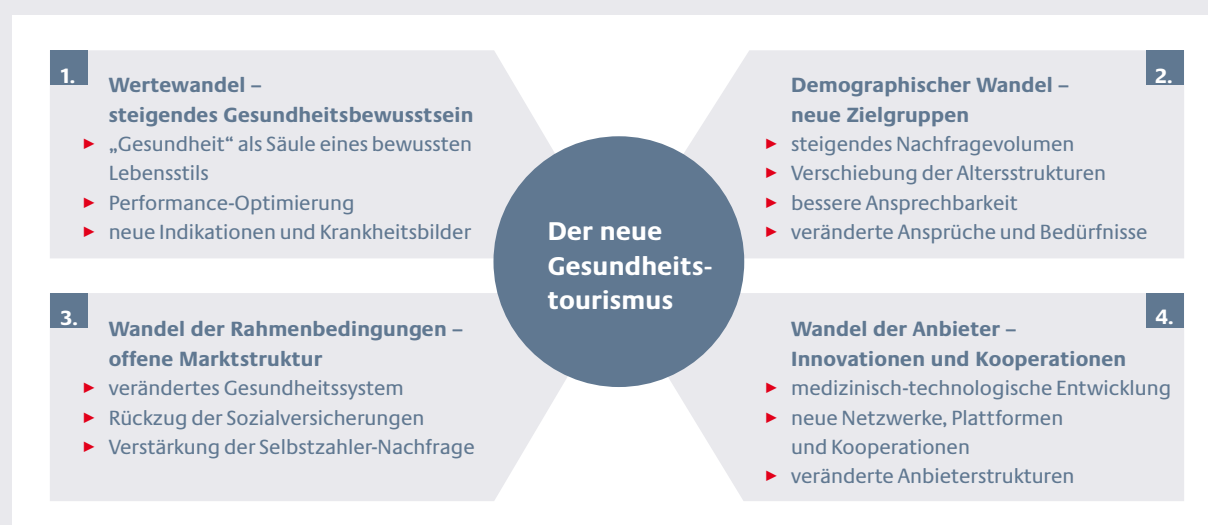 1.
Wertewandel –
steigendes Gesundheitsbewusstsein
► „Gesundheit“ als Säule eines bewussten
Lebensstils
► Performance-Optimierung
► neue Indikationen und Krankheitsbilder
2.
Demographischer Wandel –
neue Zielgruppen
► steigendes Nachfragevolumen
► Verschiebung der Altersstrukturen
► bessere Ansprechbarkeit
► veränderte Ansprüche und Bedürfnisse
Der neue
Gesundheits-
tourismus
3.
Wandel der Rahmenbedingungen –
offene Marktstruktur
► verändertes Gesundheitssystem
► Rückzug der Sozialversicherungen
► Verstärkung der Selbstzahler-Nachfrage
4.
Wandel der Anbieter –
Innovationen und Kooperationen
► medizinisch-technologische Entwicklung
► neue Netzwerke, Plattformen
und Kooperationen
► veränderte Anbieterstrukturen